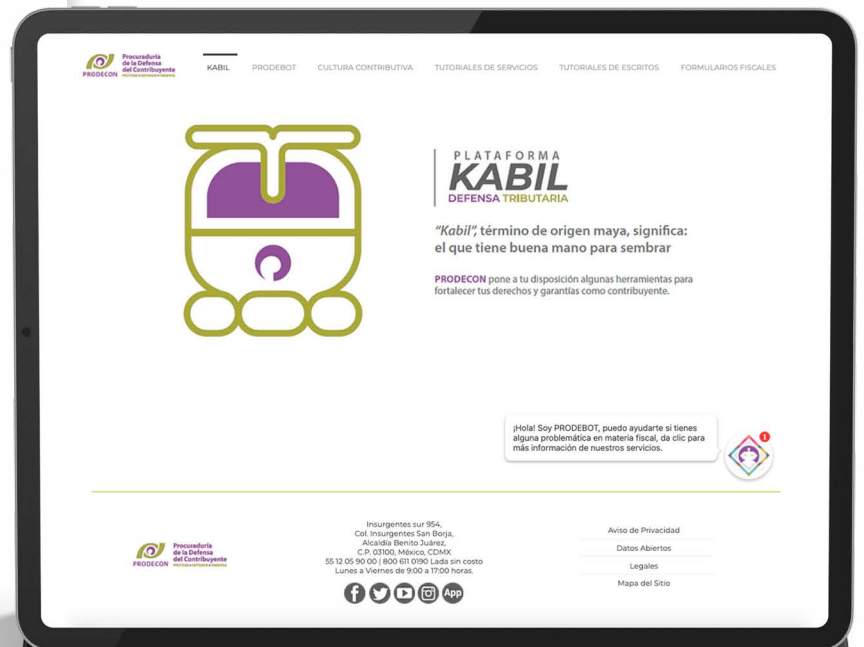 Procuraduría
de la Defensa
del Contribuyente
PRODECON
KABIL PRODEBOT CULTURA CONTRIBUTIVA TUTORIALES DE SERVICIOS TUTORIALES DE ESCRITOS FORMULARIOS FISCALES
PLATAFORMA
KABIL
DEFENSA TRIBUTARIA
“Kabil”, término de origen maya, significa:
el que tiene buena mano para sembrar
PRODECON pone a tu disposición algunas herramientas para
fortalecer tus derechos y garantías como contribuyente.
¡Hola! Soy PRODEBOT, puedo ayudarte si tienes
alguna problemática en materia fiscal, da clic para
más información de nuestros servicios.
1
Procuraduría
de la Defensa
del Contribuyente
PRODECON
Insurgentes sur 954,
Col. Insurgentes San Borja,
Alcaldía Benito Juárez,
C.P. 03100, México, CDMX
55 12 05 90 00 | 800 611 0190 Lada sin costo
Lunes a Viernes de 9:00 a 17:00 horas.
App
Aviso de Privacidad
Datos Abiertos
Legales
Mapa del Sitio